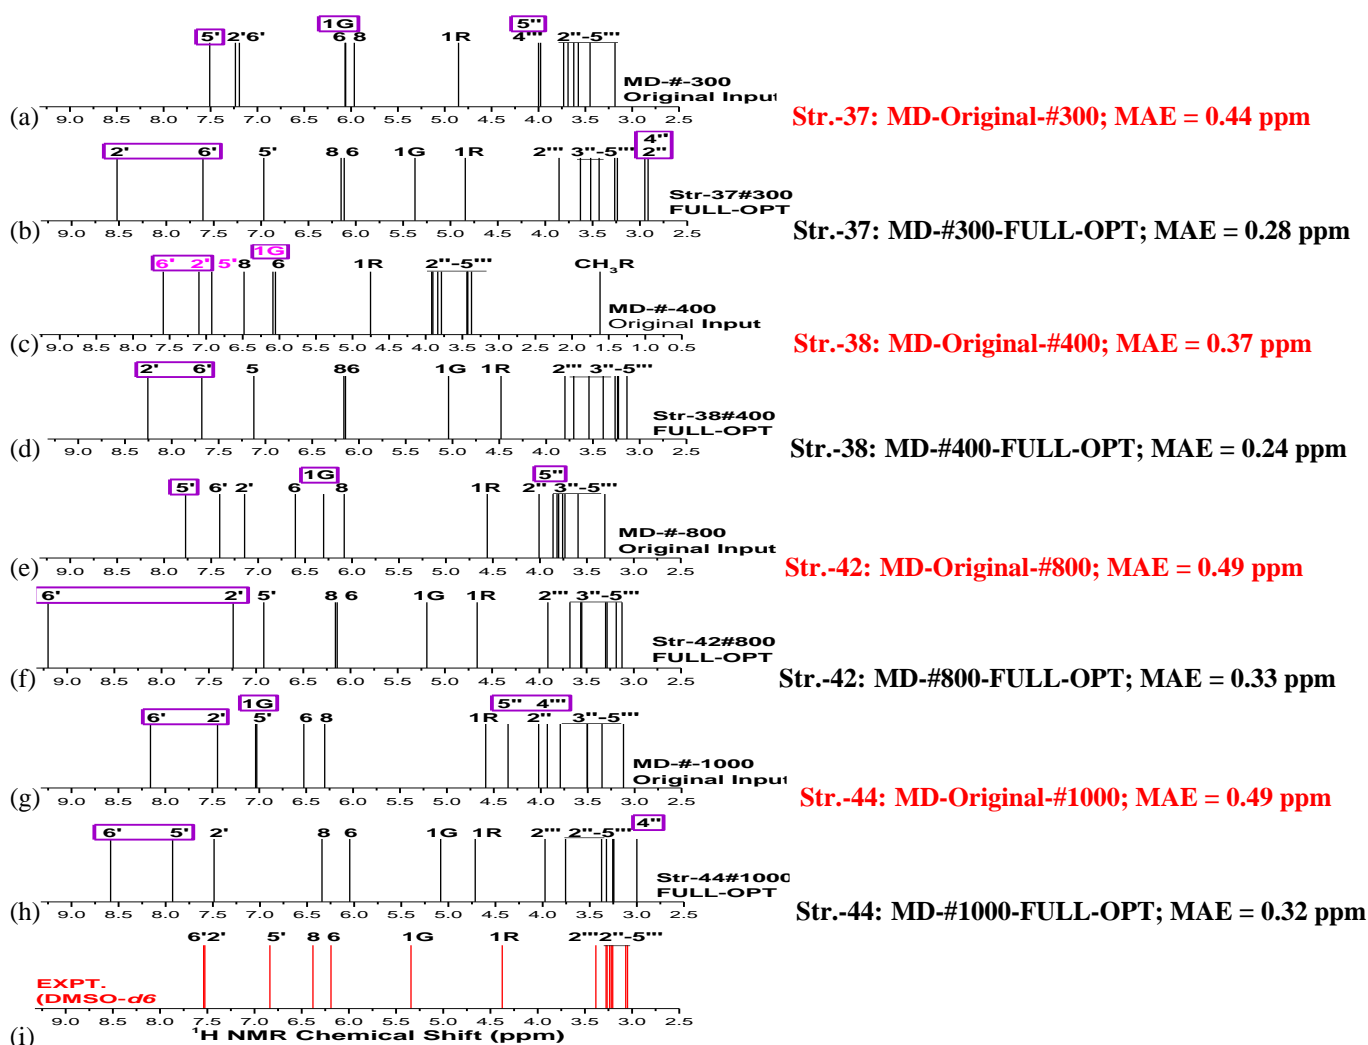 1G 5''
5' 2'6' 6 8 1R 4''' 2''-5'''
MD-#-300
Original Input
(a) 9.0 8.5 8.0 7.5 7.0 6.5 6.0 5.5 5.0 4.5 4.0 3.5 3.0 2.5
Str.-37: MD-Original-#300; MAE = 0.44 ppm
4''
2' 6' 5' 8 6 1G 1R 2''' 3''-5''' 2''
Str-37#300
FULL-OPT
(b) 9.0 8.5 8.0 7.5 7.0 6.5 6.0 5.5 5.0 4.5 4.0 3.5 3.0 2.5
Str.-37: MD-#300-FULL-OPT; MAE = 0.28 ppm
1G
6' 2' 5' 8 6 1R 2''-5''' CH3R
MD-#-400
Original Input
(c) 9.0 8.5 8.0 7.5 7.0 6.5 6.0 5.5 5.0 4.5 4.0 3.5 3.0 2.5 2.0 1.5 1.0 0.5
Str.-38: MD-Original-#400; MAE = 0.37 ppm
2' 6' 5 86 1G 1R 2''' 3''-5'''
Str-38#400
FULL-OPT
(d) 9.0 8.5 8.0 7.5 7.0 6.5 6.0 5.5 5.0 4.5 4.0 3.5 3.0 2.5
Str.-38: MD-#400-FULL-OPT; MAE = 0.24 ppm
1G 5''
5' 6' 2' 6 8 1R 2'' 3''-5'''
MD-#-800
Original Input
(e) 9.0 8.5 8.0 7.5 7.0 6.5 6.0 5.5 5.0 4.5 4.0 3.5 3.0 2.5
Str.-42: MD-Original-#800; MAE = 0.49 ppm
6' 2' 5' 8 6 1G 1R 2''' 3''-5'''
Str-42#800
FULL-OPT
(f) 9.0 8.5 8.0 7.5 7.0 6.5 6.0 5.5 5.0 4.5 4.0 3.5 3.0 2.5
Str.-42: MD-#800-FULL-OPT; MAE = 0.33 ppm
1G 5'' 4'''
6' 2' 5' 6 8 1R 2'' 3''-5'''
MD-#-1000
Original Input
(g) 9.0 8.5 8.0 7.5 7.0 6.5 6.0 5.5 5.0 4.5 4.0 3.5 3.0 2.5
Str.-44: MD-Original-#1000; MAE = 0.49 ppm
4''
6' 5' 2' 8 6 1G 1R 2''' 2''-5'''
Str-44#1000
FULL-OPT
(h) 9.0 8.5 8.0 7.5 7.0 6.5 6.0 5.5 5.0 4.5 4.0 3.5 3.0 2.5
Str.-44: MD-#1000-FULL-OPT; MAE = 0.32 ppm
6'2' 5' 8 6 1G 1R 2'''2''-5'''
EXPT.
(DMSO-d6
9.0 8.5 8.0 7.5 7.0 6.5 6.0 5.5 5.0 4.5 4.0 3.5 3.0 2.5
(i) 1H NMR Chemical Shift (ppm)